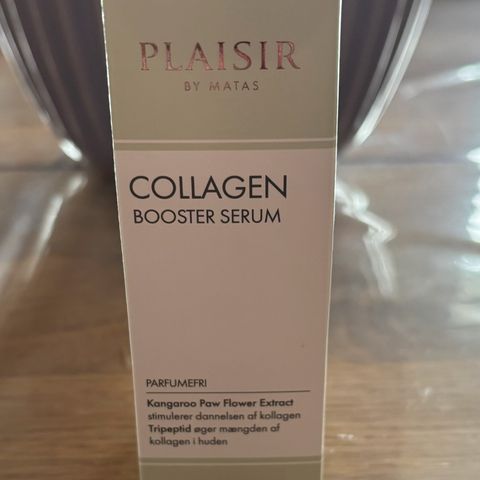 PLAISIR
BY MATAS
COLLAGEN
BOOSTER SERUM
PARFUMEFRI
Kangaroo Paw Flower Extract
stimulerer dannelsen af kollagen
Tripeptid øger mængden af
kollagen i huden